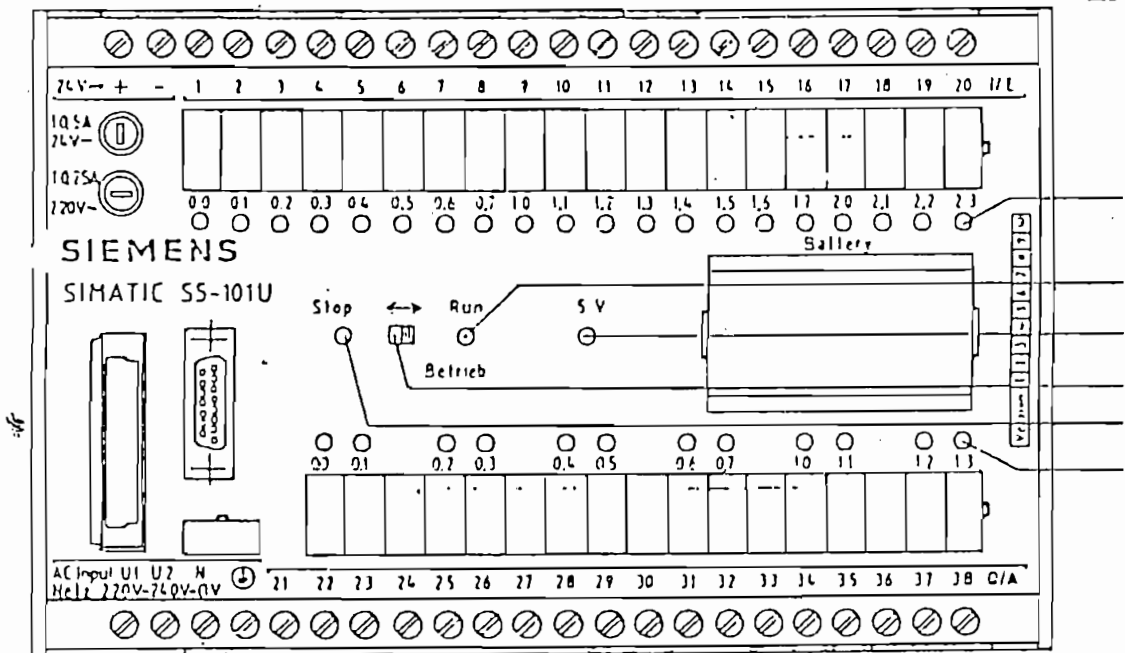 24V + - 1 2 3 4 5 6 7 8 9 10 11 12 13 14 15 16 17 18 19 20 I/E
T0,5A
24V-
T0,25A
220V~
0.0 0.1 0.2 0.3 0.4 0.5 0.6 0.7 1.0 1.1 1.2 1.3 1.4 1.5 1.6 1.7 2.0 2.1 2.2 2.3
SIEMENS
Battery
SIMATIC S5-101U
Stop ↔ Run 5 V
Betrieb
Version
0.0 0.1 0.2 0.3 0.4 0.5 0.6 0.7 1.0 1.1 1.2 1.3
AC Input U1 U2 N
Netz 220V-240V-0V
21 22 23 24 25 26 27 28 29 30 31 32 33 34 35 36 37 38 Q/A